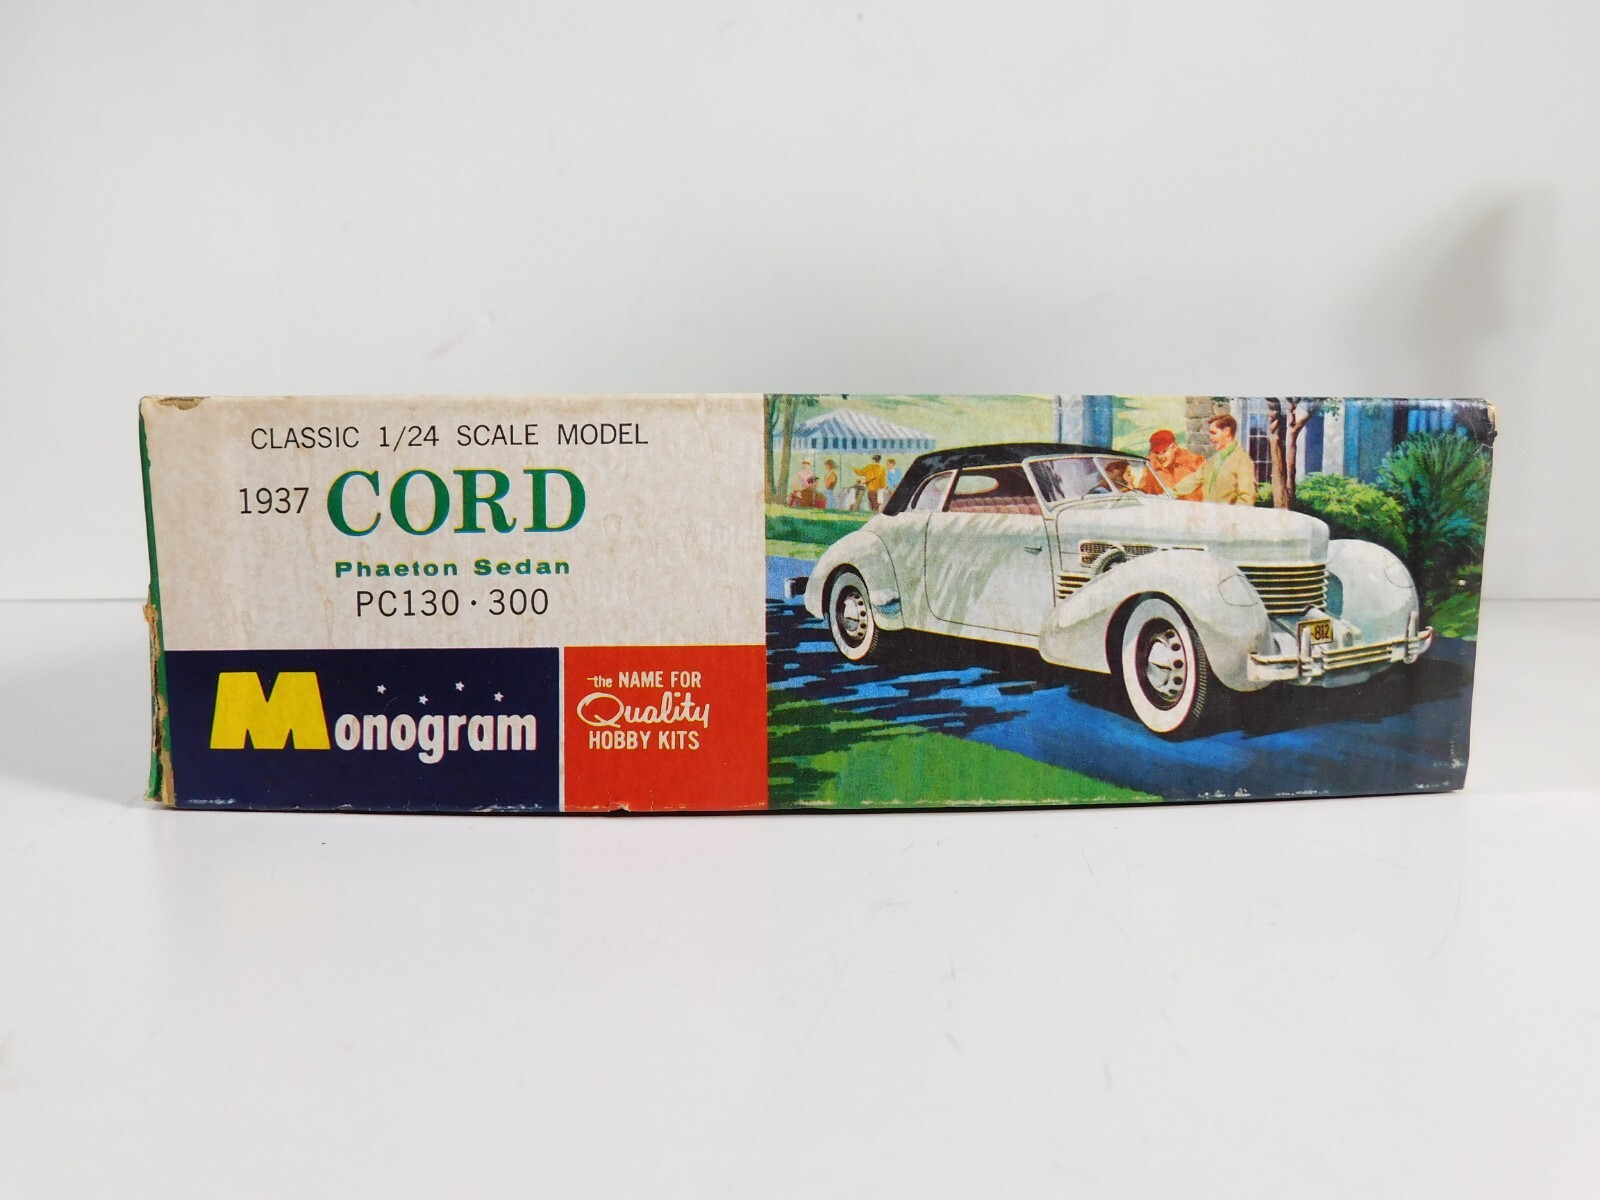 CLASSIC 1/24 SCALE MODEL
1937 CORD
Phaeton Sedan
PC130·300
Monogram
the NAME FOR
Quality
HOBBY KITS
812